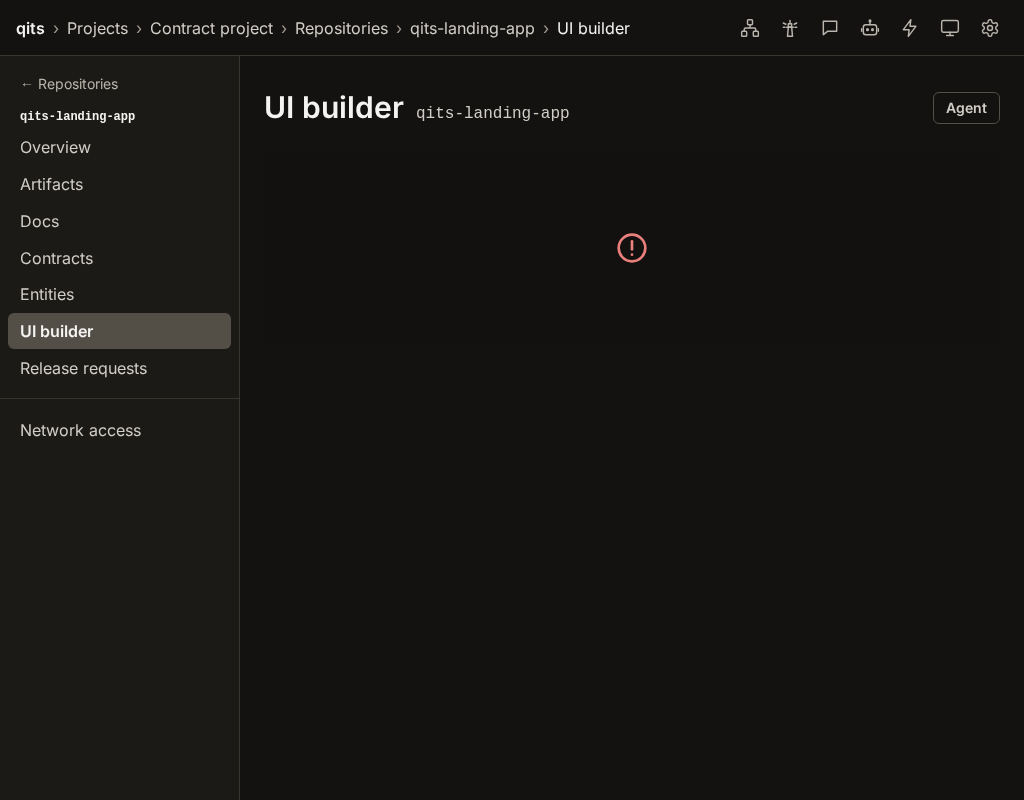 qits › Projects › Contract project › Repositories › qits-landing-app › UI builder
← Repositories
qits-landing-app
Overview
Artifacts
Docs
Contracts
Entities
UI builder
Release requests
Network access
UI builder qits-landing-app
Agent